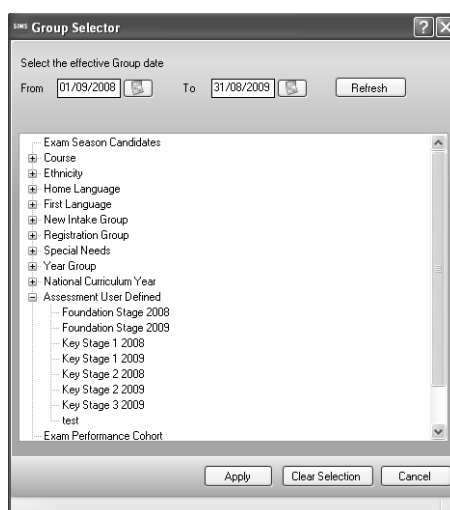 SIMS Group Selector
Select the effective Group date
From 01/09/2008 To 31/08/2009 Refresh
Exam Season Candidates
Course
Ethnicity
Home Language
First Language
New Intake Group
Registration Group
Special Needs
Year Group
National Curriculum Year
Assessment User Defined
Foundation Stage 2008
Foundation Stage 2009
Key Stage 1 2008
Key Stage 1 2009
Key Stage 2 2008
Key Stage 2 2009
Key Stage 3 2009
test
Exam Performance Cohort
Apply Clear Selection Cancel